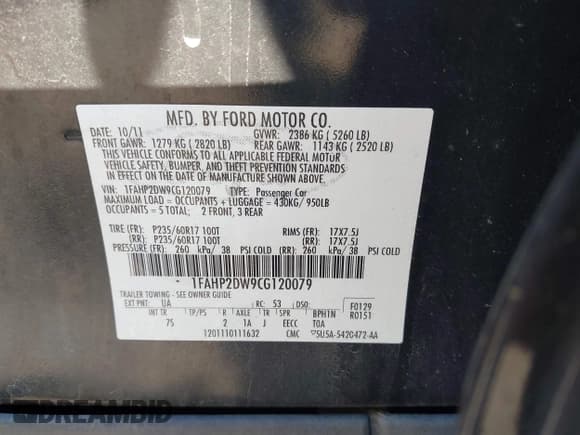 MFD. BY FORD MOTOR CO.
DATE: 10/11 GVWR: 2386 KG ( 5260 LB)
FRONT GAWR: 1279 KG ( 2820 LB) REAR GAWR: 1143 KG ( 2520 LB)
THIS VEHICLE CONFORMS TO ALL APPLICABLE FEDERAL MOTOR
VEHICLE SAFETY, BUMPER, AND THEFT PREVENTION STANDARDS
IN EFFECT ON THE DATE OF MANUFACTURE SHOWN ABOVE.
VIN: 1FAHP2DW9CG120079 TYPE: Passenger Car
MAXIMUM LOAD = OCCUPANTS + LUGGAGE = 430KG/ 950LB
OCCUPANTS = 5 TOTAL: 2 FRONT, 3 REAR
TIRE (FR): P235/60R17 100T RIMS (FR): 17X7.5J
(RR): P235/60R17 100T (RR): 17X7.5J
PRESSURE (FR): 260 kPa/ 38 PSI COLD (RR): 260 kPa/ 38 PSI COLD
1FAHP2DW9CG120079
TRAILER TOWING - SEE OWNER GUIDE
EXT PNT: UA RC: 53 DSO: F0129
INT TR TP/PS R AXLE TR SPR BPH1N R0151
7S 2 1A J EECC T0A
1201110111632 CMC 5U5A-5420472-AA
DREAMBID